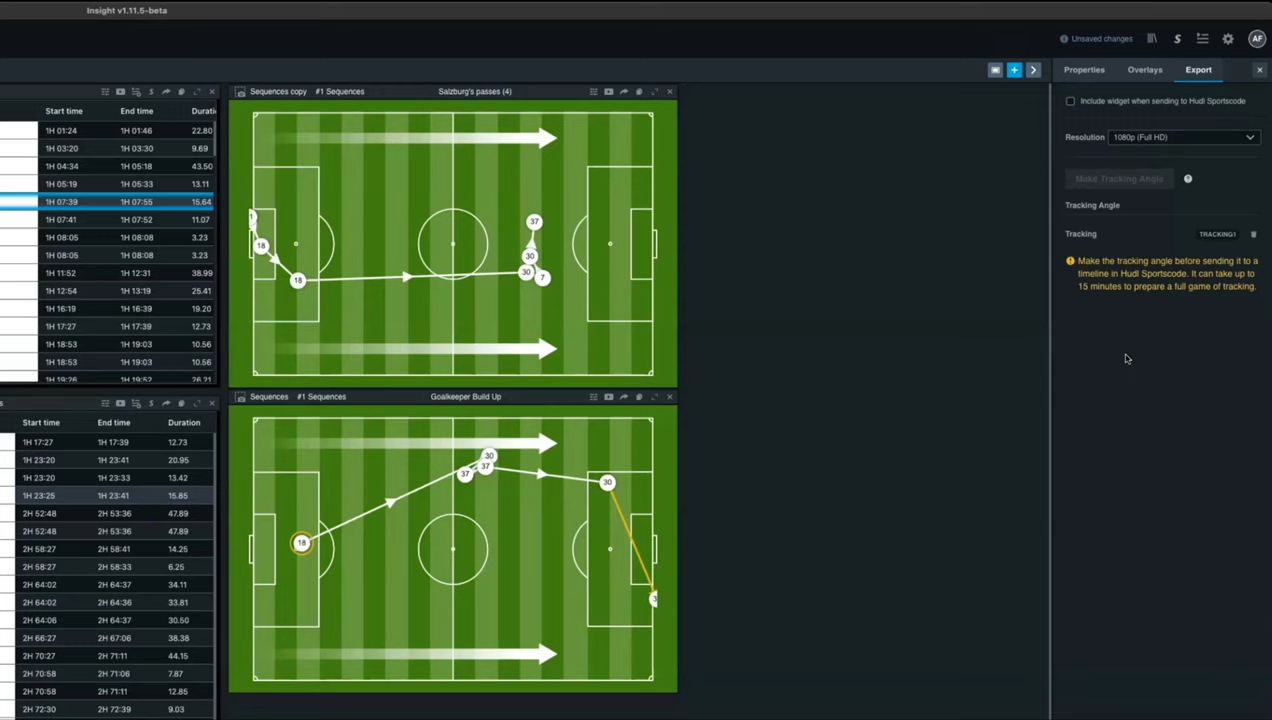 Insight v1.11.5-beta
Unsaved changes
S
AF
Properties Overlays Export
Start time End time Durati
1H 01:24 1H 01:46 22.80
1H 03:20 1H 03:30 9.69
1H 04:34 1H 05:18 43.50
1H 05:19 1H 05:33 13.11
1H 07:39 1H 07:55 15.64
1H 07:41 1H 07:52 11.07
1H 08:05 1H 08:08 3.23
1H 08:05 1H 08:08 3.23
1H 11:52 1H 12:31 38.99
1H 12:54 1H 13:19 25.41
1H 16:19 1H 16:39 19.20
1H 17:27 1H 17:39 12.73
1H 18:53 1H 19:03 10.56
1H 18:53 1H 19:03 10.56
1H 19:26 1H 19:52 26.21
Sequences copy #1 Sequences Salzburg's passes (4)
1
18
18
37
30
30
7
Start time End time Duration
1H 17:27 1H 17:39 12.73
1H 23:20 1H 23:41 20.95
1H 23:20 1H 23:33 13.42
1H 23:25 1H 23:41 15.85
2H 52:48 2H 53:36 47.89
2H 52:48 2H 53:36 47.89
2H 58:27 2H 58:41 14.25
2H 58:27 2H 58:33 6.25
2H 64:02 2H 64:37 34.11
2H 64:02 2H 64:36 33.81
2H 64:06 2H 64:37 30.50
2H 66:27 2H 67:06 38.38
2H 70:27 2H 71:11 44.15
2H 70:58 2H 71:06 7.87
2H 70:58 2H 71:11 12.85
2H 72:30 2H 72:39 9.03
Sequences #1 Sequences Goalkeeper Build Up
30
37
37
30
18
Include widget when sending to Hudl Sportscode
Resolution 1080p (Full HD)
Make Tracking Angle
Tracking Angle
Tracking TRACKING1
Make the tracking angle before sending it to a
timeline in Hudl Sportscode. It can take up to
15 minutes to prepare a full game of tracking.